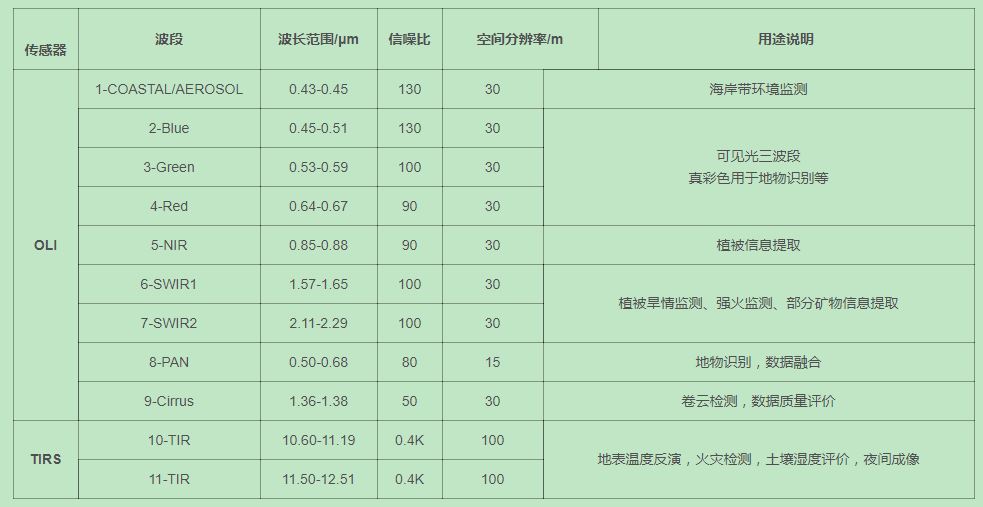 传感器 波段 波长范围/μm 信噪比 空间分辨率/m 用途说明
OLI
1-COASTAL/AEROSOL 0.43-0.45 130 30 海岸带环境监测
2-Blue 0.45-0.51 130 30
3-Green 0.53-0.59 100 30
可见光三波段
真彩色用于地物识别等
4-Red 0.64-0.67 90 30
5-NIR 0.85-0.88 90 30 植被信息提取
6-SWIR1 1.57-1.65 100 30
植被旱情监测、强火监测、部分矿物信息提取
7-SWIR2 2.11-2.29 100 30
8-PAN 0.50-0.68 80 15 地物识别，数据融合
9-Cirrus 1.36-1.38 50 30 卷云检测，数据质量评价
TIRS
10-TIR 10.60-11.19 0.4K 100
地表温度反演，火灾检测，土壤湿度评价，夜间成像
11-TIR 11.50-12.51 0.4K 100